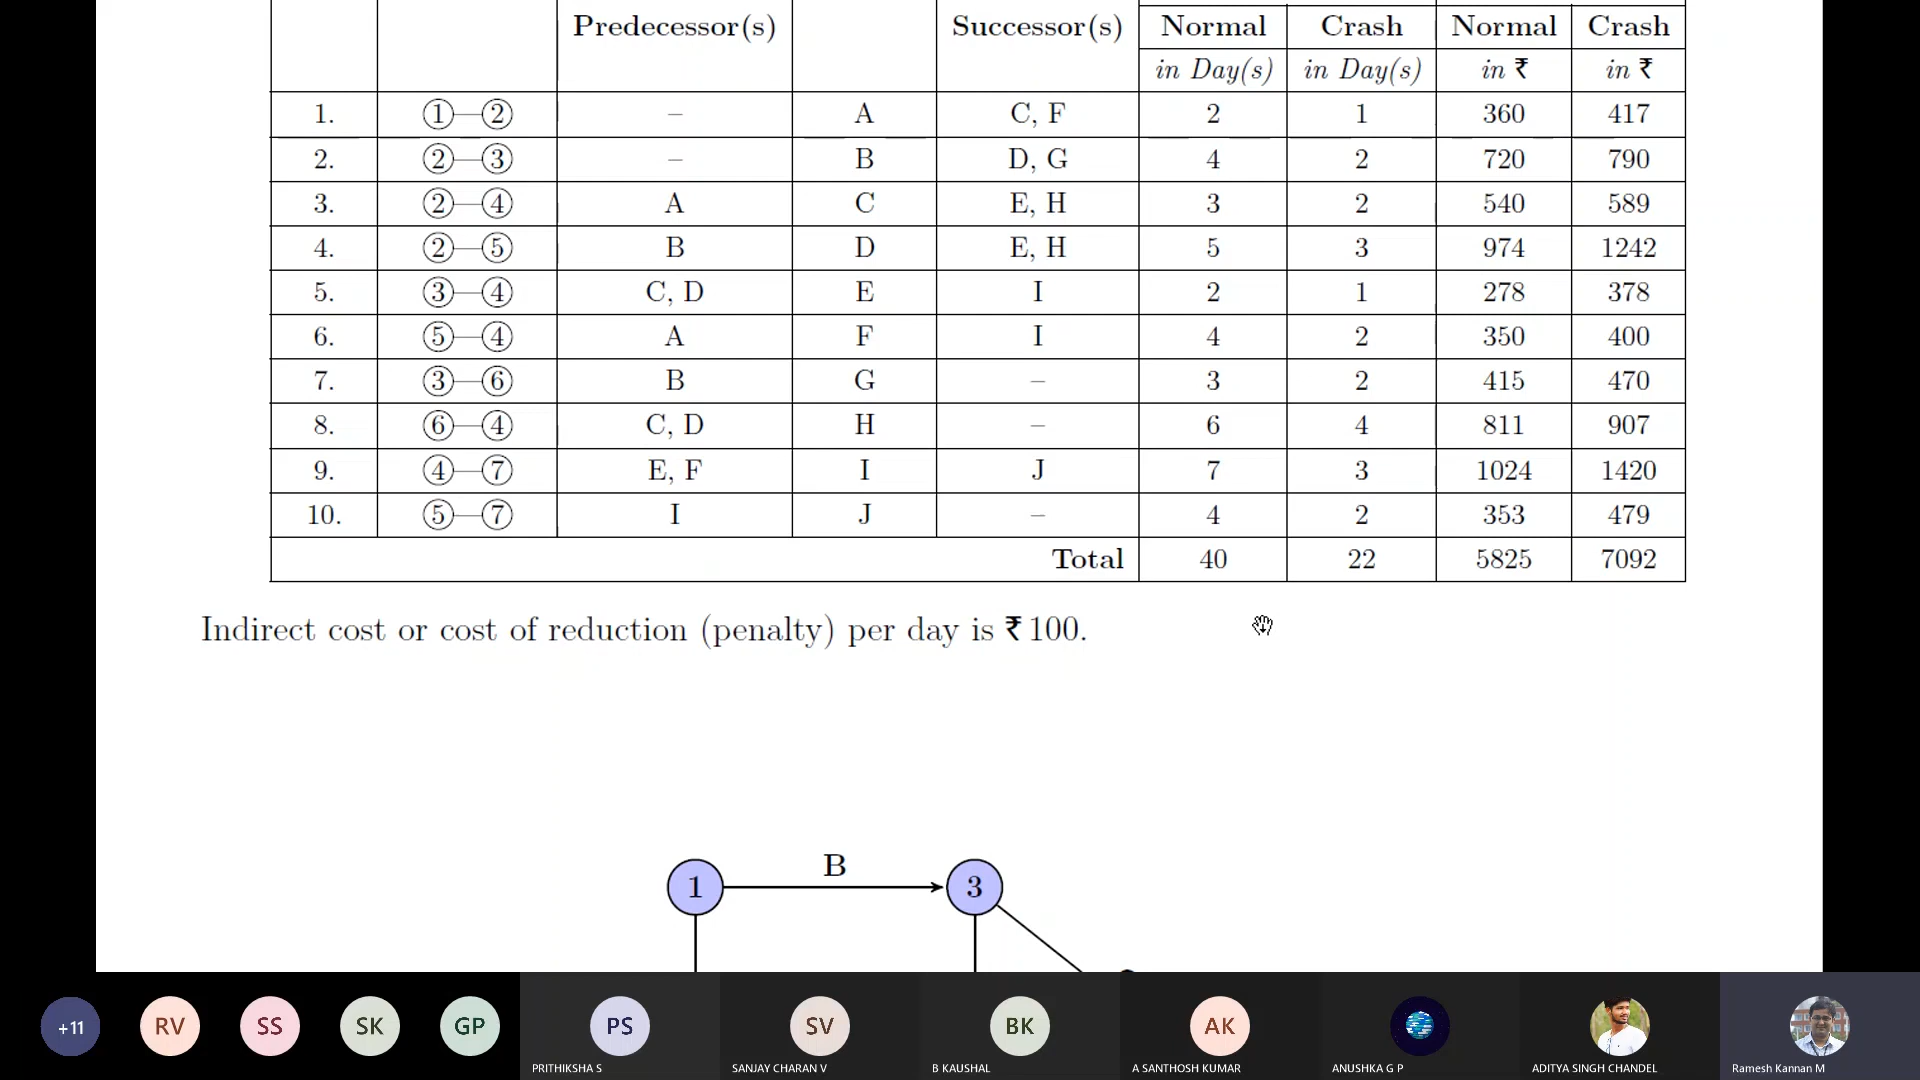 Predecessor(s) Successor(s) Normal Crash Normal Crash
in Day(s) in Day(s) in ₹ in ₹
1. ①—② – A C, F 2 1 360 417
2. ②—③ – B D, G 4 2 720 790
3. ②—④ A C E, H 3 2 540 589
4. ②—⑤ B D E, H 5 3 974 1242
5. ③—④ C, D E I 2 1 278 378
6. ⑤—④ A F I 4 2 350 400
7. ③—⑥ B G – 3 2 415 470
8. ⑥—④ C, D H – 6 4 811 907
9. ④—⑦ E, F I J 7 3 1024 1420
10. ⑤—⑦ I J – 4 2 353 479
Total 40 22 5825 7092
Indirect cost or cost of reduction (penalty) per day is ₹ 100.
B
1 3
+11 RV SS SK GP PS SV BK AK
PRITHIKSHA S SANJAY CHARAN V B KAUSHAL A SANTHOSH KUMAR ANUSHKA G P ADITYA SINGH CHANDEL Ramesh Kannan M